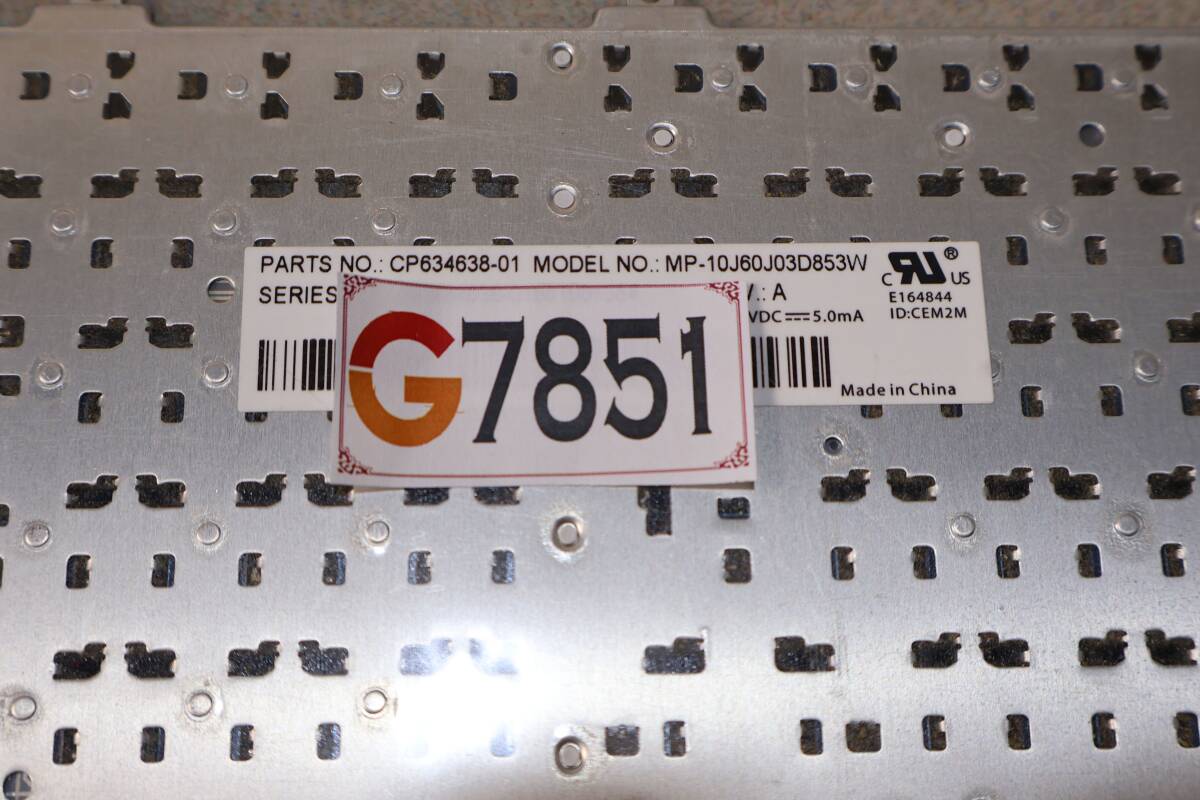 PARTS NO.: CP634638-01 MODEL NO.: MP-10J60J03D853W
SERIES
.: A
VDC⎓5.0mA
C RU ® US
E164844
ID:CEM2M
Made in China
G7851